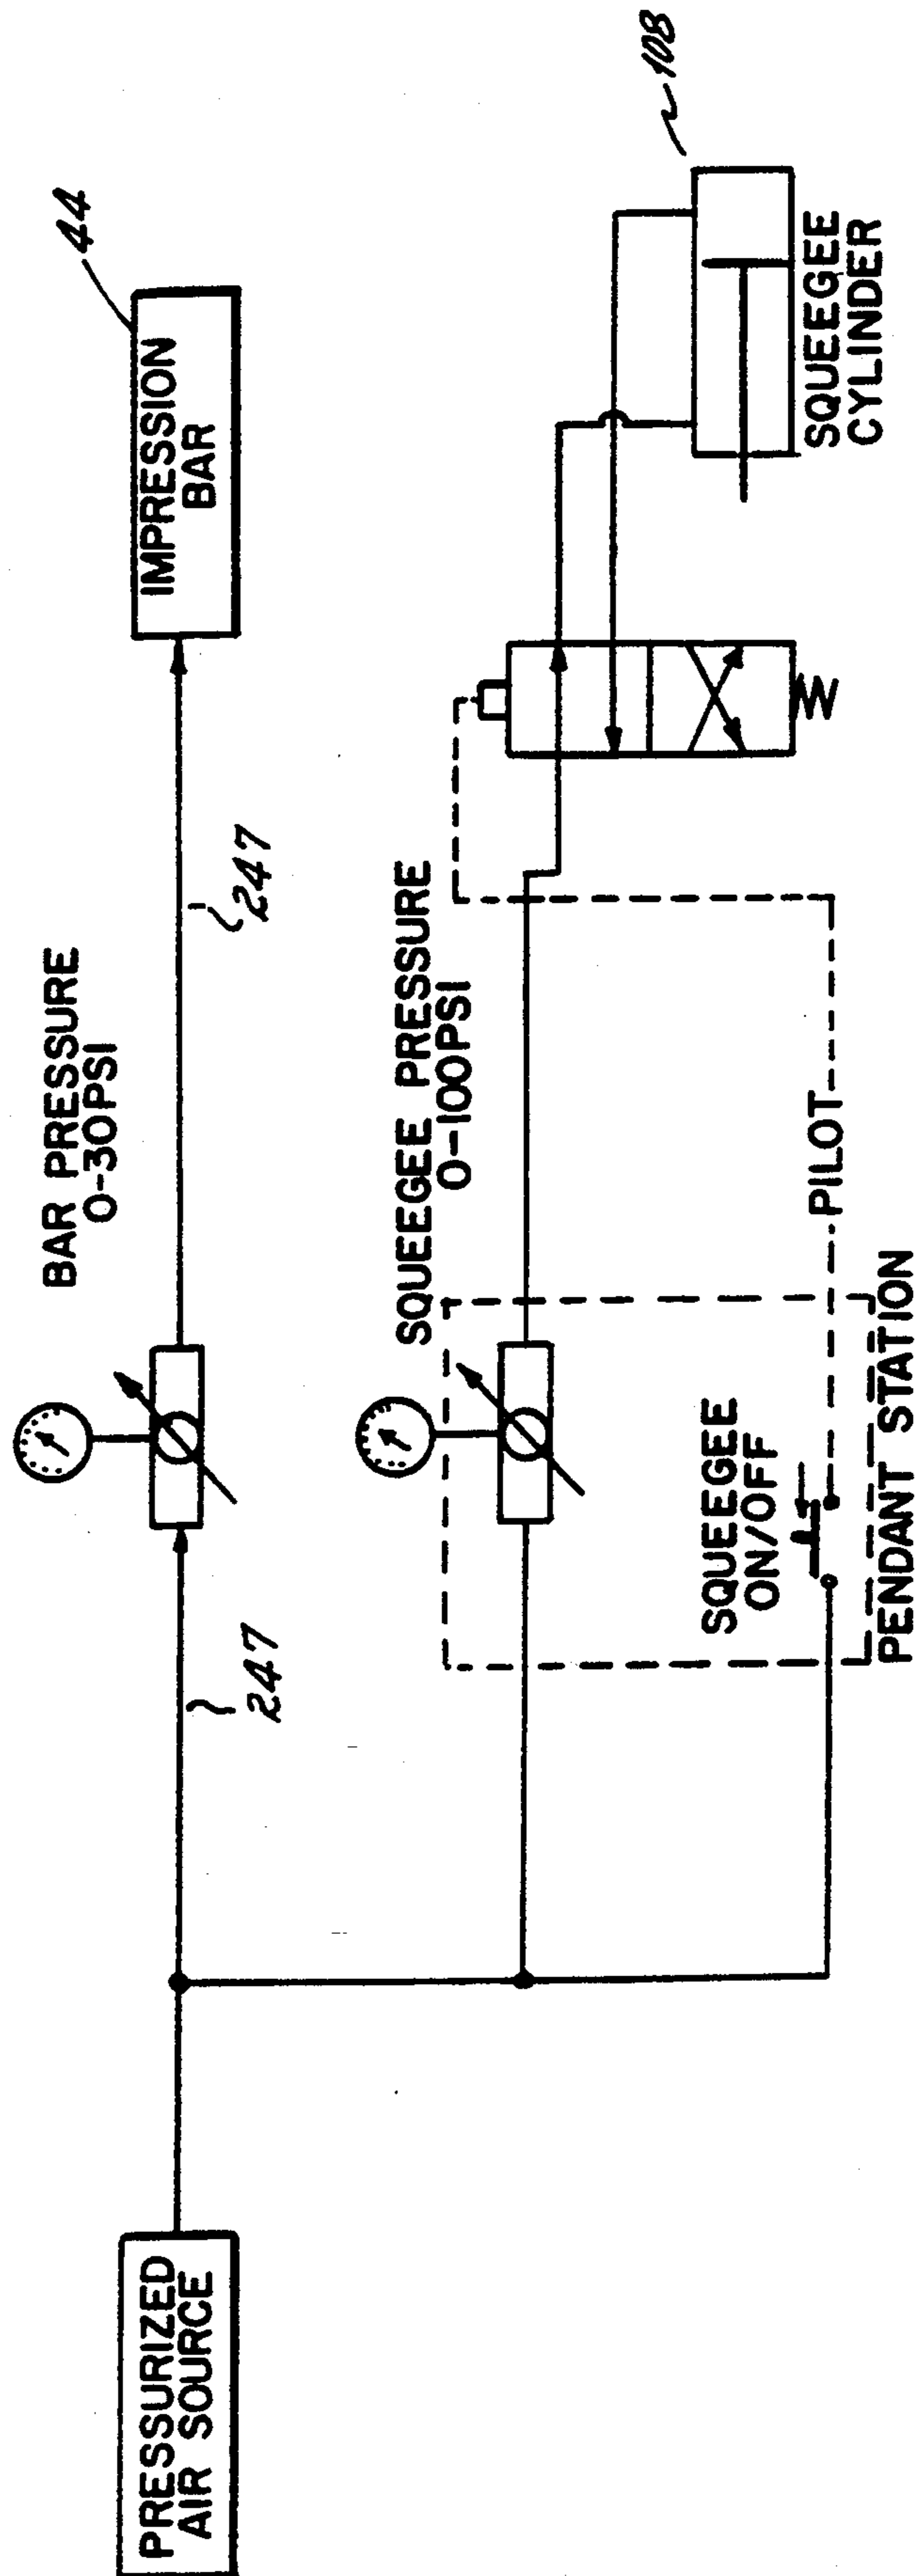 PRESSURIZED
AIR SOURCE
247
BAR PRESSURE
0-30PSI
247
IMPRESSION
BAR
44
SQUEEGEE PRESSURE
0-100PSI
SQUEEGEE
ON/OFF
PENDANT STATION
PILOT
SQUEEGEE
CYLINDER
108